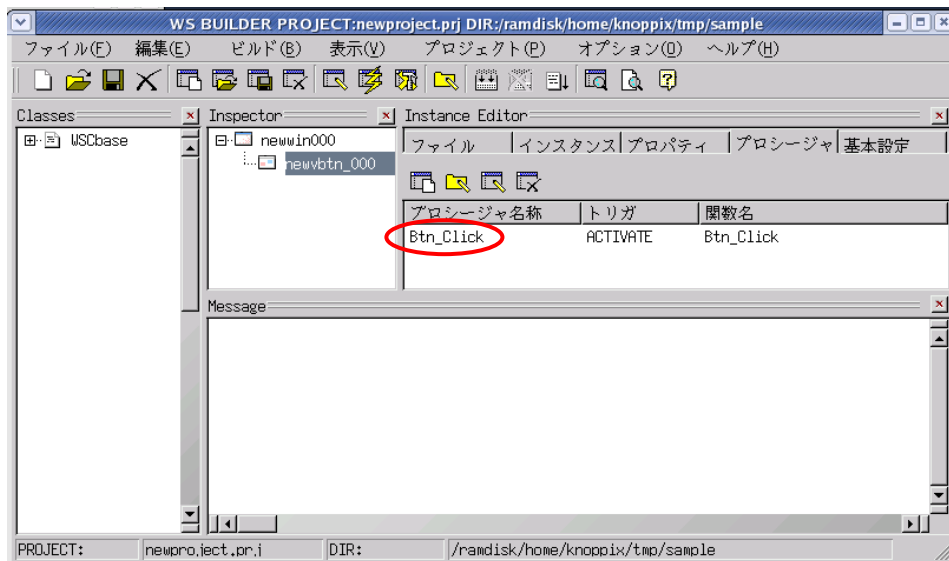 WS BUILDER PROJECT:newproject.prj DIR:/ramdisk/home/knoppix/tmp/sample
ファイル(F) 編集(E) ビルド(B) 表示(V) プロジェクト(P) オプション(O) ヘルプ(H)
Classes
Inspector
Instance Editor
WSCbase
newwin000
newvbtn_000
ファイル インスタンス プロパティ プロシージャ 基本設定
プロシージャ名称 トリガ 関数名
Btn_Click ACTIVATE Btn_Click
Message
PROJECT: newproject.prj DIR: /ramdisk/home/knoppix/tmp/sample